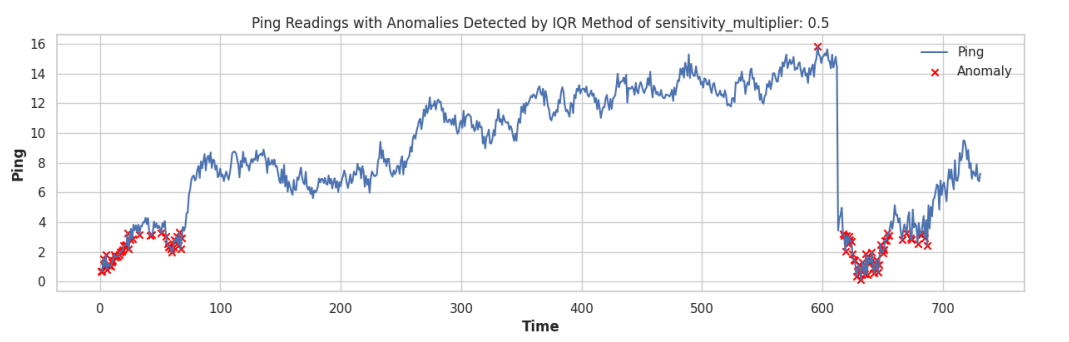 Ping Readings with Anomalies Detected by IQR Method of sensitivity_multiplier: 0.5
16
14
12
10
8
6
4
2
0
Ping
Ping
Anomaly
0 100 200 300 400 500 600 700
Time